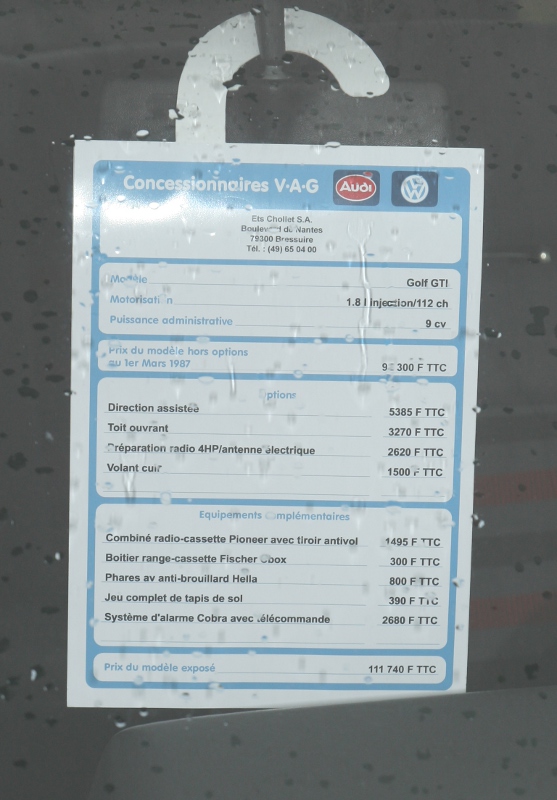 Concessionnaires V·A·G Audi
Ets Chollet S.A.
Boulevard de Nantes
79300 Bressuire
Tél. : (49) 65 04 00
Modèle Golf GTI
Motorisation 1.8 l injection/112 ch
Puissance administrative 9 cv
Prix du modèle hors options
au 1er Mars 1987 93 300 F TTC
Options
Direction assistée 5385 F TTC
Toit ouvrant 3270 F TTC
Préparation radio 4HP/antenne électrique 2620 F TTC
Volant cuir 1500 F TTC
Equipements complémentaires
Combiné radio-cassette Pioneer avec tiroir antivol 1495 F TTC
Boitier range-cassette Fischer Cbox 300 F TTC
Phares av anti-brouillard Hella 800 F TTC
Jeu complet de tapis de sol 390 F TTC
Système d'alarme Cobra avec télécommande 2680 F TTC
Prix du modèle exposé 111 740 F TTC